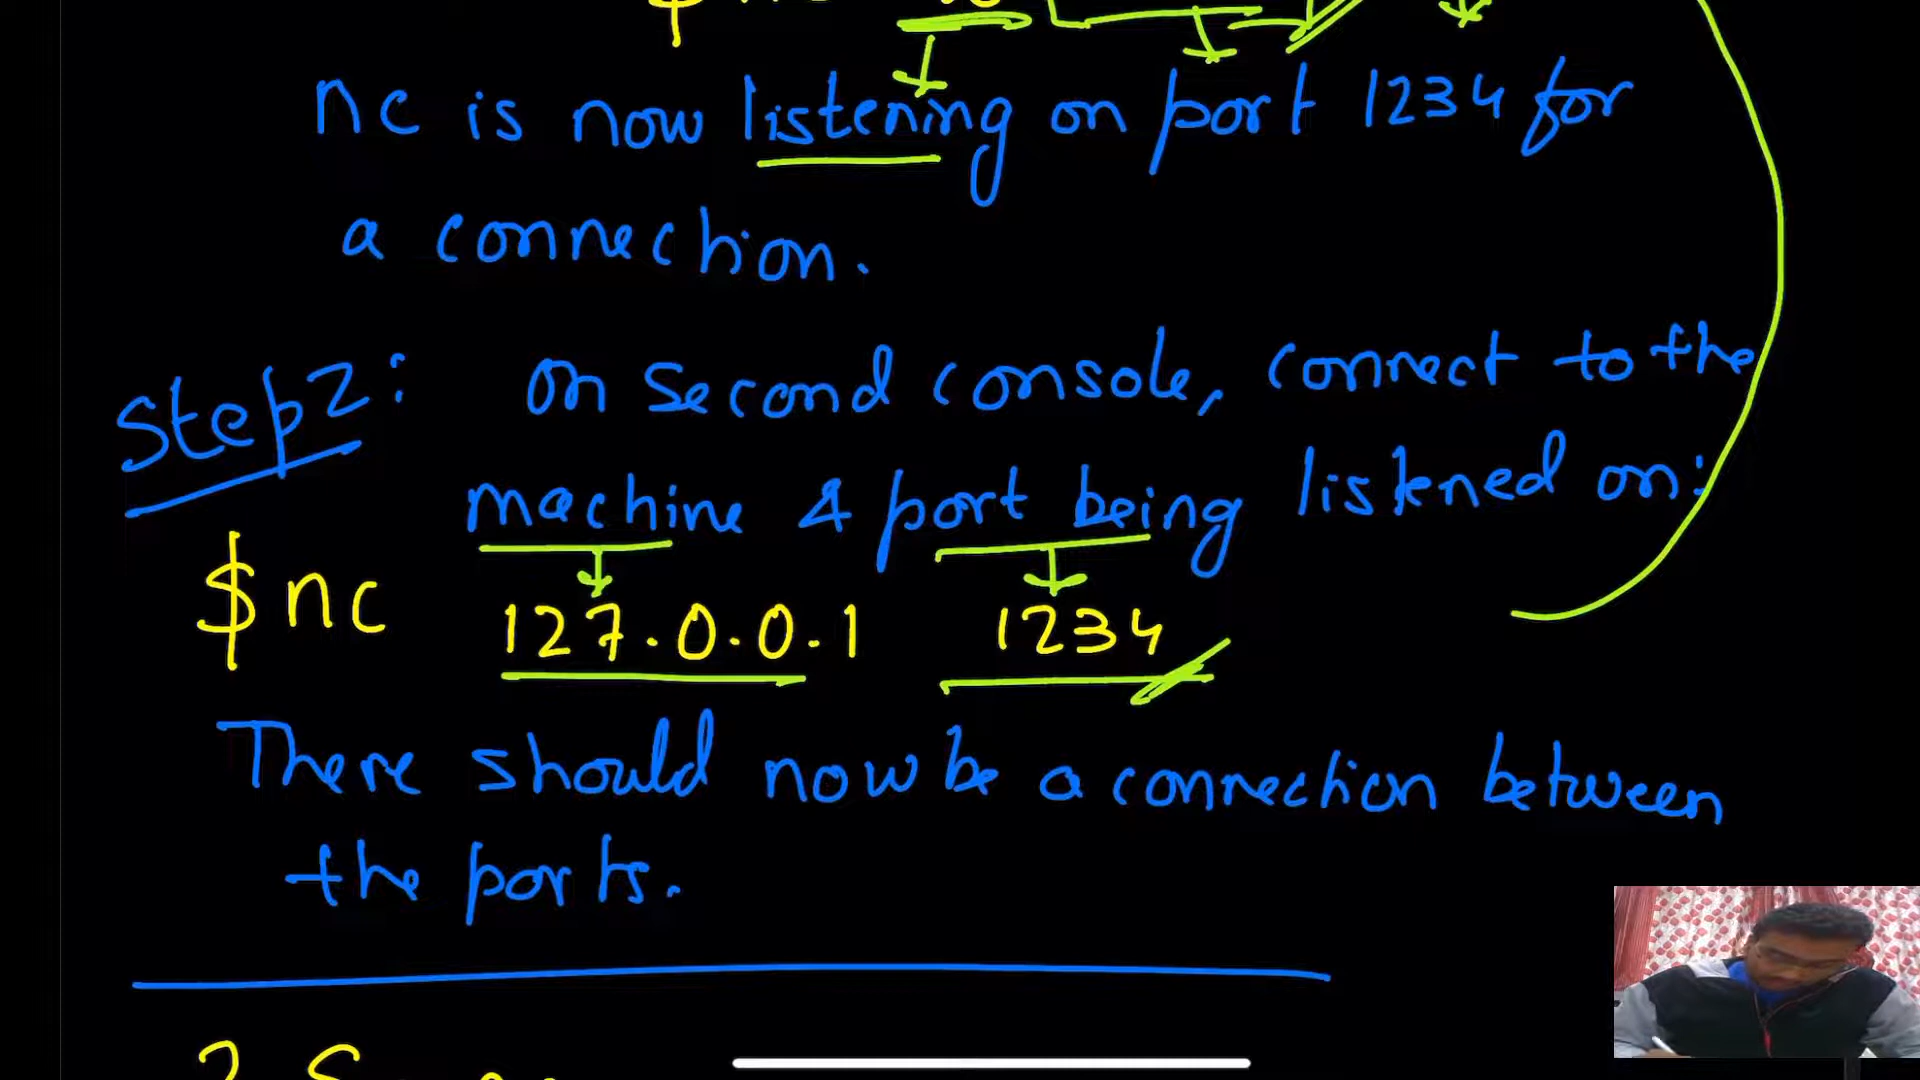 $ nc
nc is now listening on port 1234 for
a connection.
Step2: on second console, connect to the
machine & port being listened on:
$ nc 127.0.0.1 1234
There should now be a connection between
the ports.